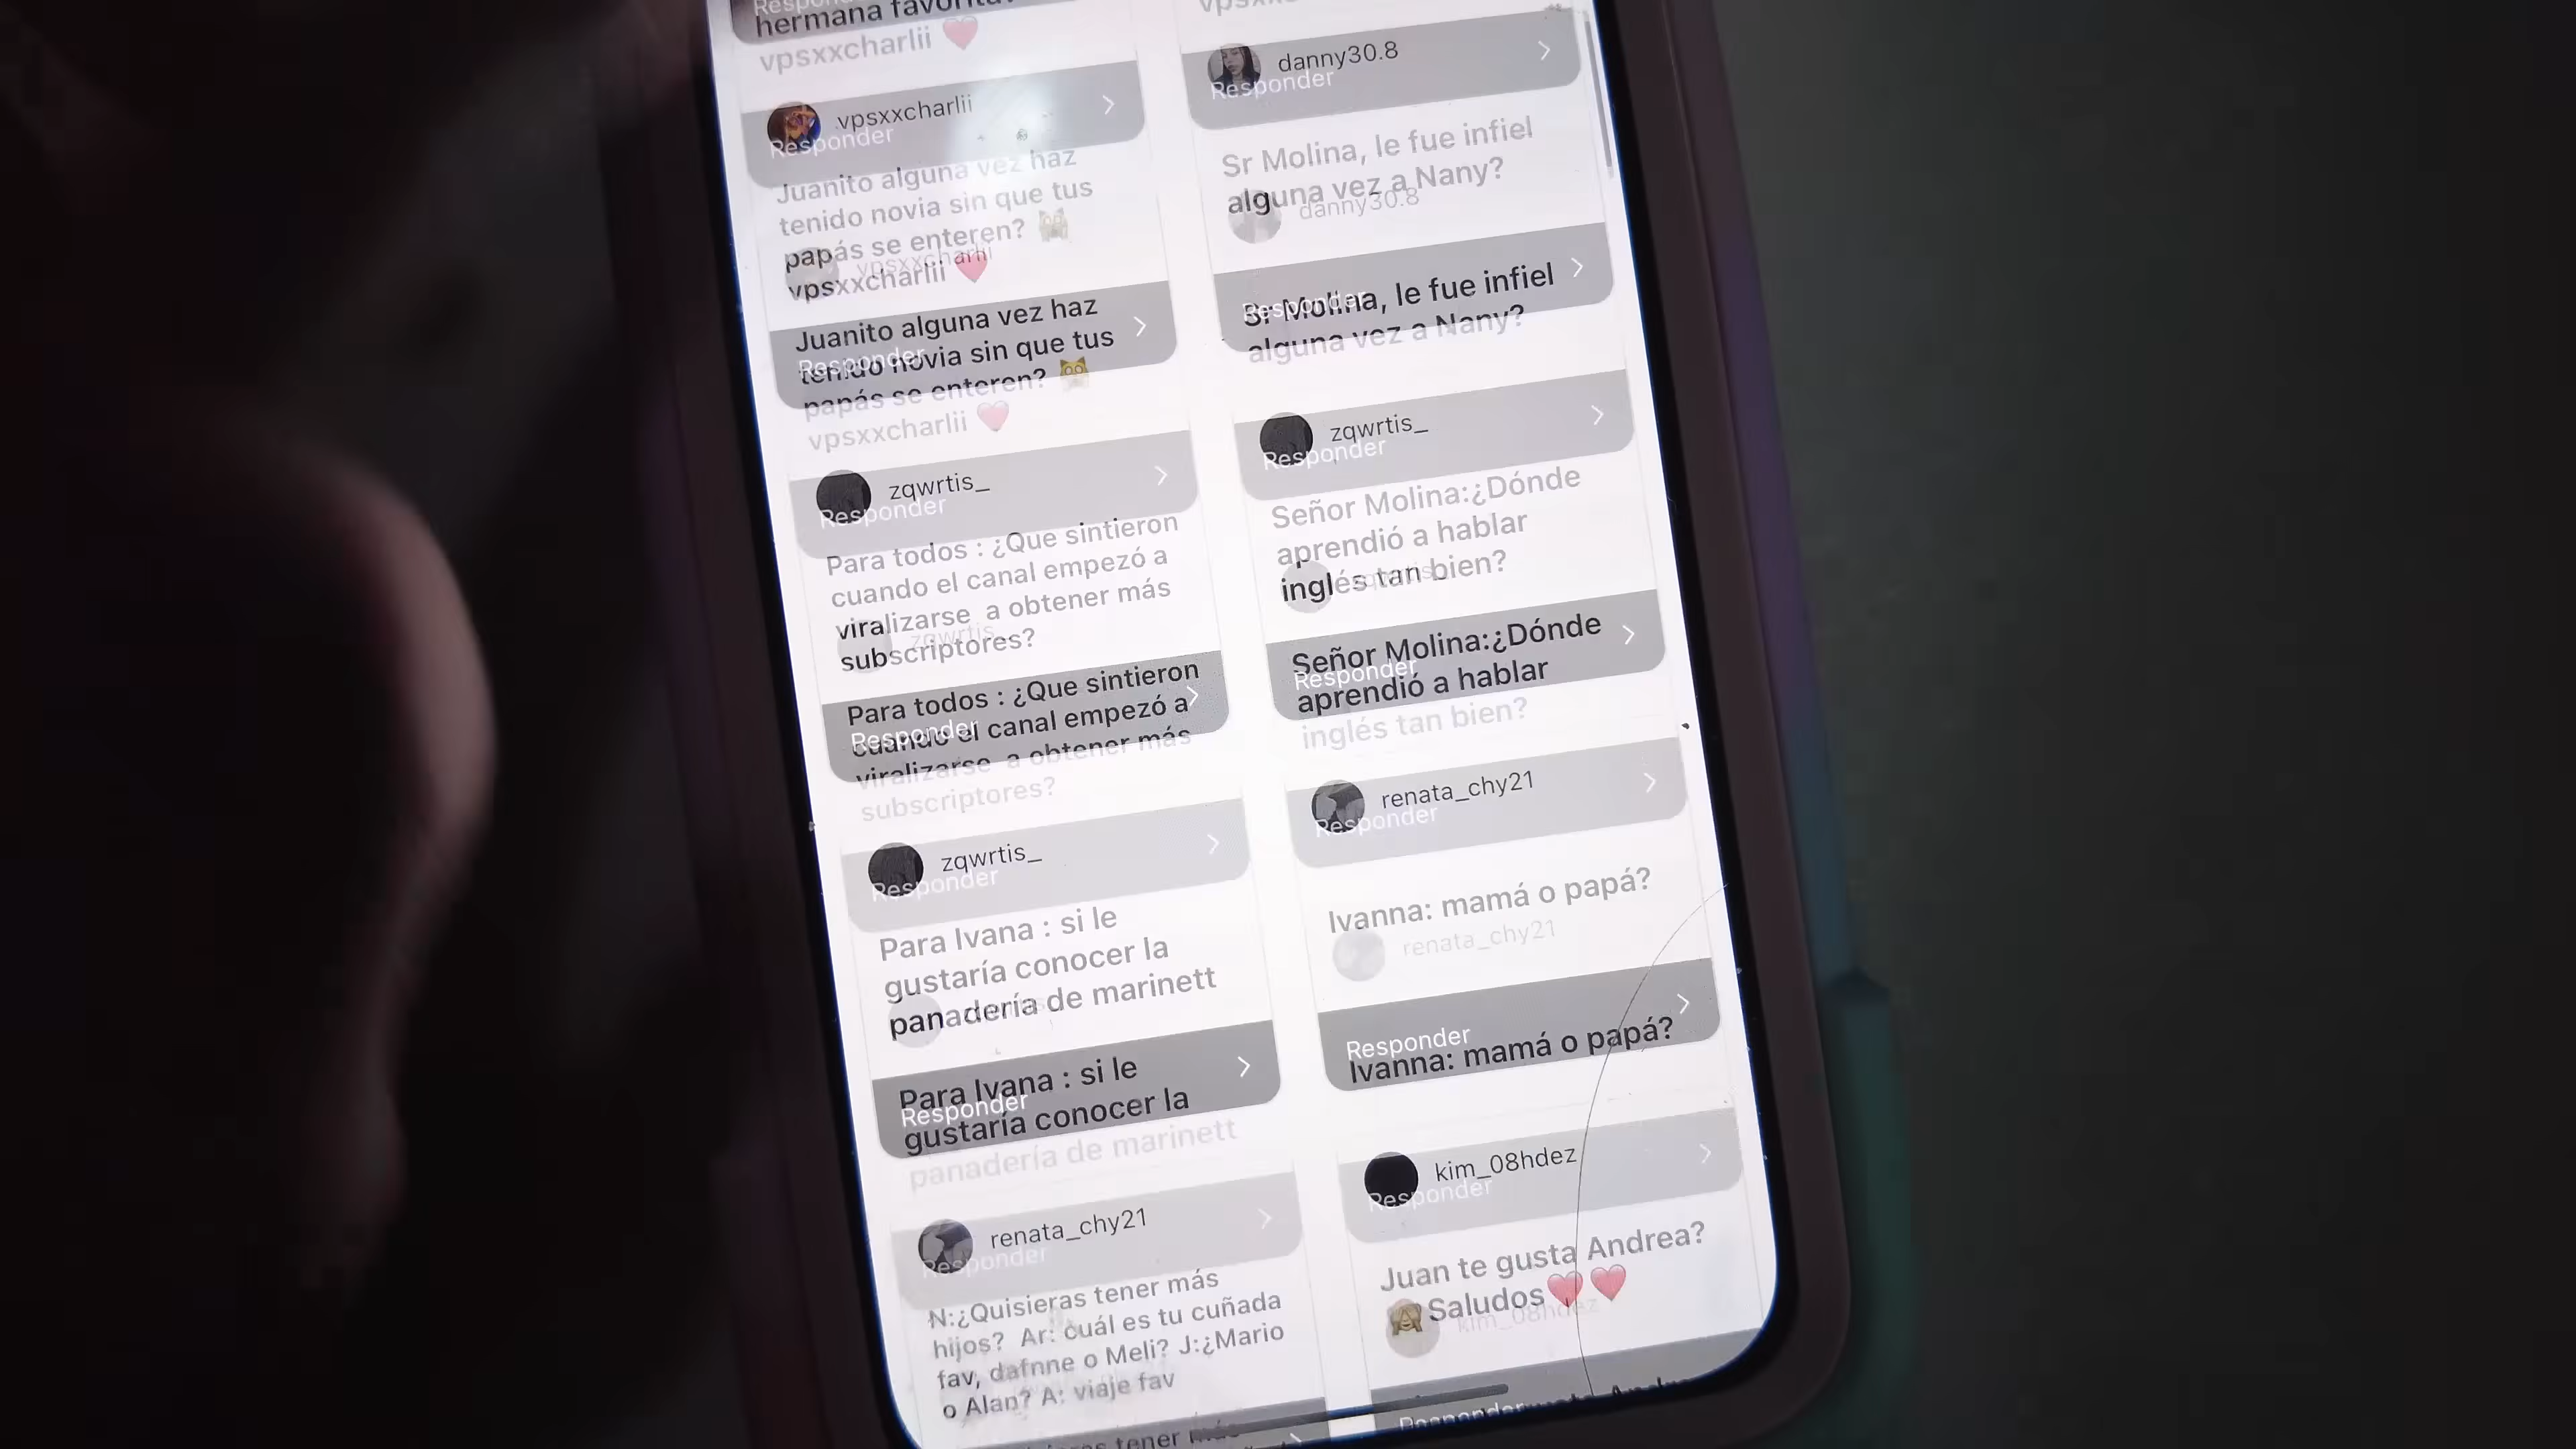 Responder
hermana favorita?
vpsxxcharlii ❤️
vpsxxcharlii
Responder
Juanito alguna vez haz
tenido novia sin que tus
papás se enteren? 🙀
vpsxxcharlii
vpsxxcharlii ❤️
Juanito alguna vez haz
Responder
tenido novia sin que tus
papás se enteren? 🙀
vpsxxcharlii ❤️
zqwrtis_
Responder
Para todos : ¿Que sintieron
cuando el canal empezó a
viralizarse a obtener más
zqwrtis_
subscriptores?
Para todos : ¿Que sintieron
Responder
cuando el canal empezó a
viralizarse a obtener más
subscriptores?
zqwrtis_
Responder
Para Ivana : si le
gustaría conocer la
panadería de marinett
Para Ivana : si le
Responder
gustaría conocer la
panadería de marinett
renata_chy21
Responder
N:¿Quisieras tener más
hijos? Ar: cuál es tu cuñada
fav, dafnne o Meli? J:¿Mario
o Alan? A: viaje fav
tener más
danny30.8
Responder
Sr Molina, le fue infiel
alguna vez a Nany?
danny30.8
Responder
Sr Molina, le fue infiel
alguna vez a Nany?
zqwrtis_
Responder
Señor Molina:¿Dónde
aprendió a hablar
inglés tan bien?
Señor Molina:¿Dónde
Responder
aprendió a hablar
inglés tan bien?
renata_chy21
Responder
Ivanna: mamá o papá?
renata_chy21
Responder
Ivanna: mamá o papá?
kim_08hdez
Responder
Juan te gusta Andrea?
🙈Saludos❤️❤️
kim_08hdez
Responder